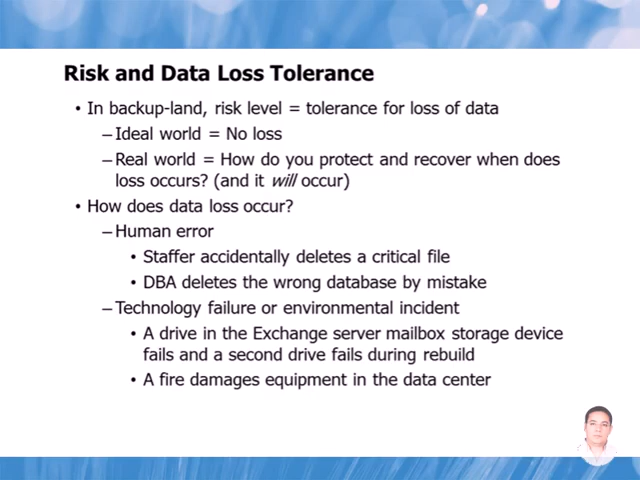 Risk and Data Loss Tolerance
• In backup-land, risk level = tolerance for loss of data
– Ideal world = No loss
– Real world = How do you protect and recover when does
loss occurs? (and it will occur)
• How does data loss occur?
– Human error
• Staffer accidentally deletes a critical file
• DBA deletes the wrong database by mistake
– Technology failure or environmental incident
• A drive in the Exchange server mailbox storage device
fails and a second drive fails during rebuild
• A fire damages equipment in the data center